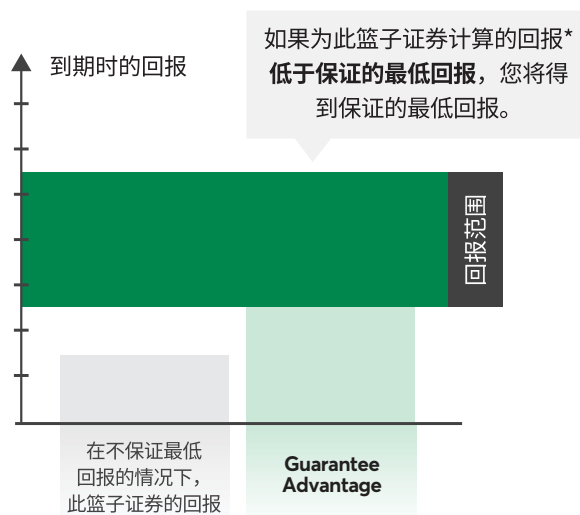 如果为此篮子证券计算的回报*
低于保证的最低回报，您将得
到保证的最低回报。
到期时的回报
回报范围
在不保证最低
回报的情况下，
此篮子证券的回报
Guarantee
Advantage